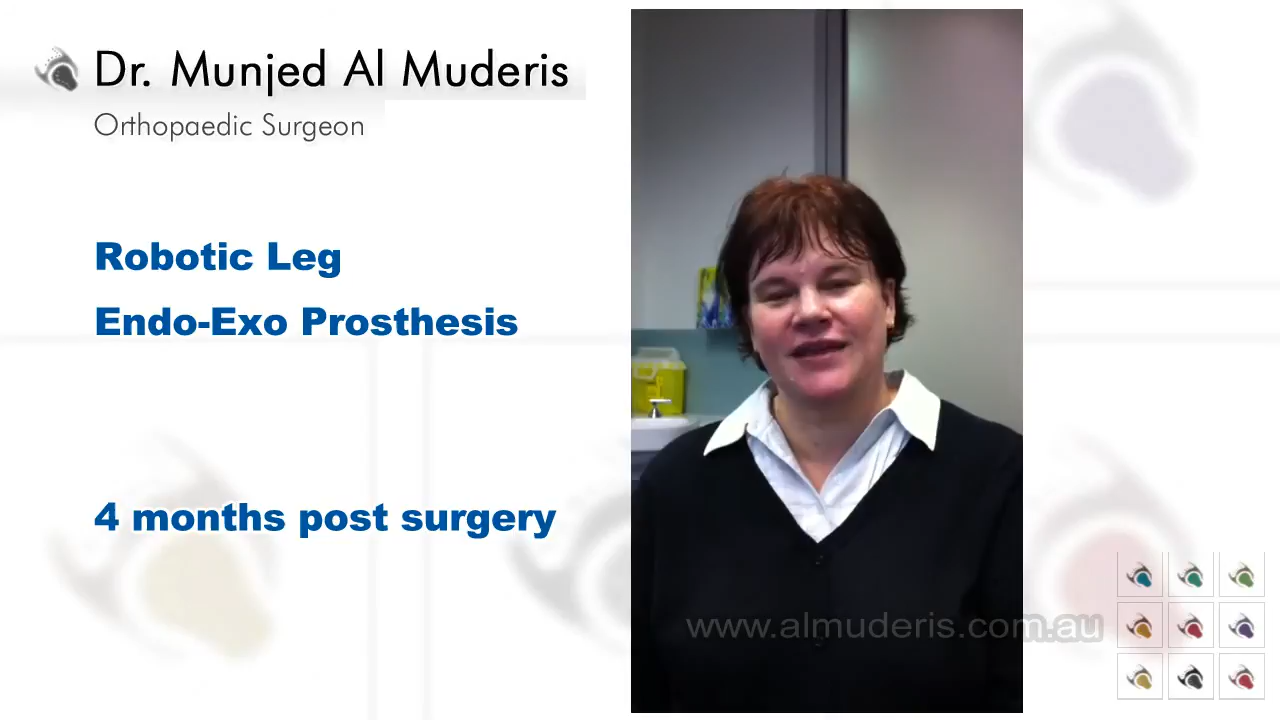 Dr. Munjed Al Muderis
Orthopaedic Surgeon
Robotic Leg
Endo-Exo Prosthesis
4 months post surgery
www.almuderis.com.au